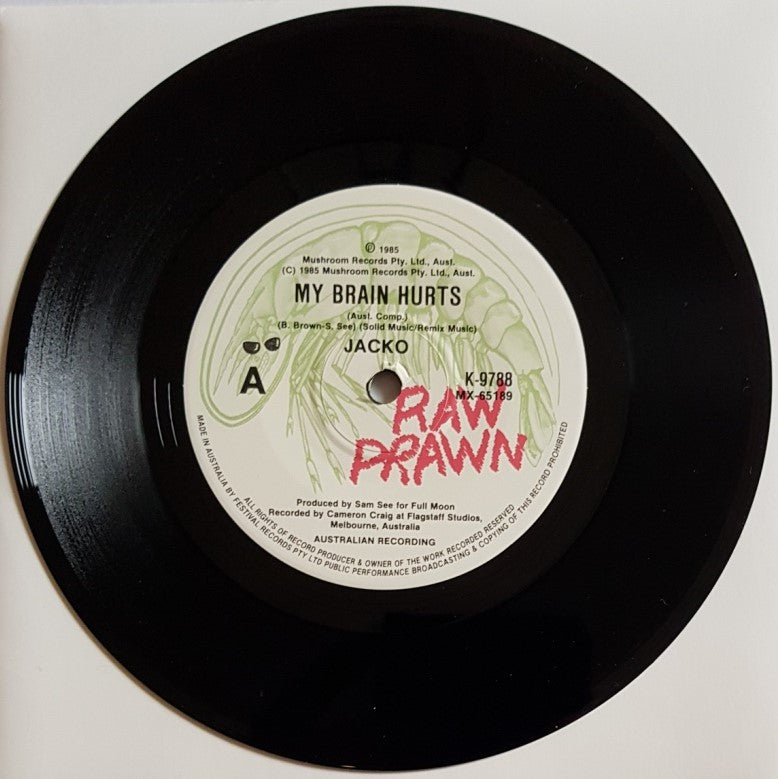 ℗ 1985
Mushroom Records Pty. Ltd., Aust.
(C) 1985 Mushroom Records Pty. Ltd., Aust.
MY BRAIN HURTS
(Aust. Comp.)
(B. Brown-S, See) (Solid Music/Remix Music)
JACKO
A
K-9788
MX-65189
RAW
PRAWN
Produced by Sam See for Full Moon
Recorded by Cameron Craig at Flagstaff Studios,
Melbourne, Australia
AUSTRALIAN RECORDING
ALL RIGHTS OF RECORD PRODUCER & OWNER OF THE WORK RECORDED RESERVED
MADE IN AUSTRALIA BY FESTIVAL RECORDS PTY LTD PUBLIC PERFORMANCE BROADCASTING & COPYING OF THIS RECORD PROHIBITED